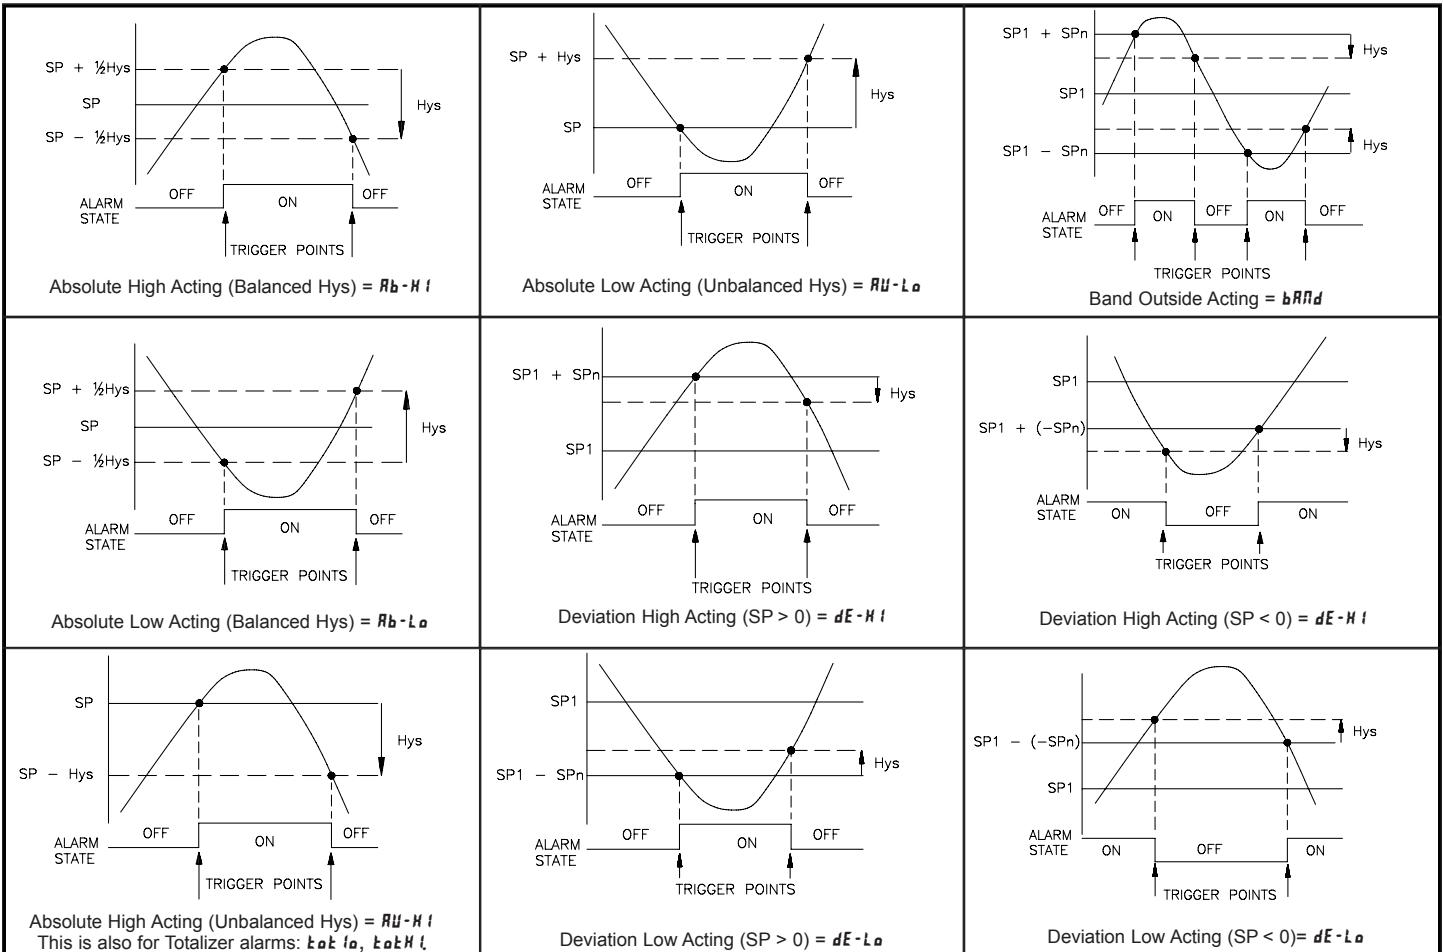 SP + ½Hys
SP
SP − ½Hys
Hys
OFF
ON
OFF
ALARM
STATE
TRIGGER POINTS
Absolute High Acting (Balanced Hys) = Ab-HI
SP + Hys
SP
Hys
OFF
ON
OFF
ALARM
STATE
TRIGGER POINTS
Absolute Low Acting (Unbalanced Hys) = AU-Lo
SP1 + SPn
Hys
SP1
SP1 − SPn
Hys
OFF
ON
OFF
ON
OFF
ALARM
STATE
TRIGGER POINTS
Band Outside Acting = bANd
SP + ½Hys
SP
SP − ½Hys
Hys
OFF
ON
OFF
ALARM
STATE
TRIGGER POINTS
Absolute Low Acting (Balanced Hys) = Ab-Lo
SP1 + SPn
Hys
SP1
OFF
ON
OFF
ALARM
STATE
TRIGGER POINTS
Deviation High Acting (SP > 0) = dE-HI
SP1
SP1 + (−SPn)
Hys
ALARM
STATE
ON
OFF
ON
TRIGGER POINTS
Deviation High Acting (SP < 0) = dE-HI
SP
Hys
SP − Hys
OFF
ON
OFF
ALARM
STATE
TRIGGER POINTS
Absolute High Acting (Unbalanced Hys) = AU-HI
This is also for Totalizer alarms: totLo, totHI.
SP1
SP1 − SPn
Hys
OFF
ON
OFF
ALARM
STATE
TRIGGER POINTS
Deviation Low Acting (SP > 0) = dE-Lo
SP1 − (−SPn)
Hys
SP1
ALARM
STATE
ON
OFF
ON
TRIGGER POINTS
Deviation Low Acting (SP < 0)= dE-Lo